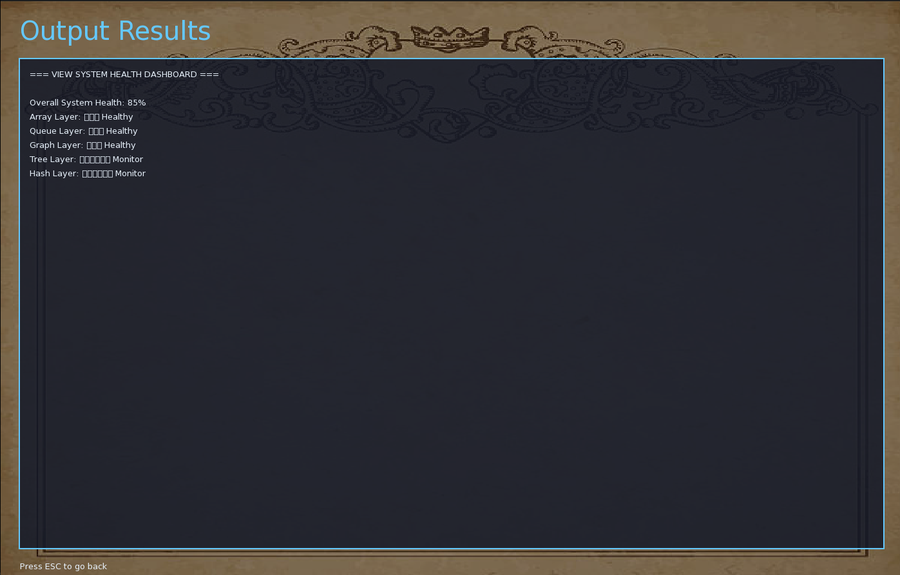 Output Results
=== VIEW SYSTEM HEALTH DASHBOARD ===
Overall System Health: 85%
Array Layer: □□□ Healthy
Queue Layer: □□□ Healthy
Graph Layer: □□□ Healthy
Tree Layer: □□□□□□ Monitor
Hash Layer: □□□□□□ Monitor
Press ESC to go back